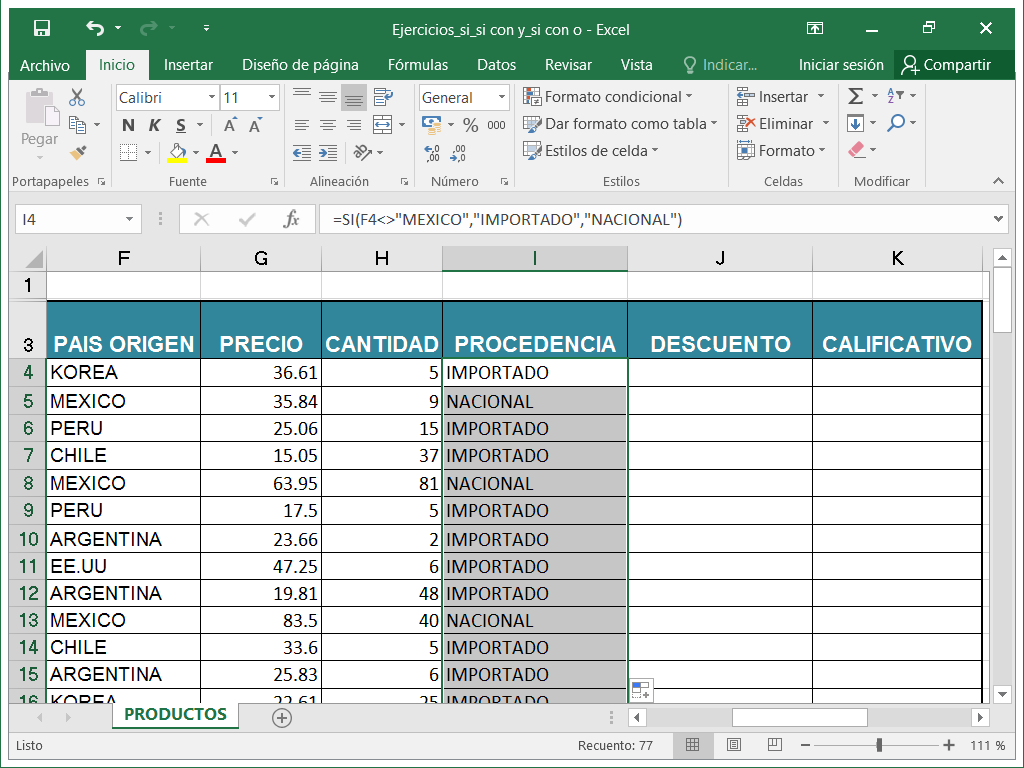 Ejercicios_si_si con y_si con o - Excel
Archivo Inicio Insertar Diseño de página Fórmulas Datos Revisar Vista Indicar... Iniciar sesión Compartir
Calibri 11 General Formato condicional Insertar
Pegar N K S A A % 000 Dar formato como tabla Eliminar
A Estilos de celda Formato
Portapapeles Fuente Alineación Número Estilos Celdas Modificar
I4 fx =SI(F4<>"MEXICO","IMPORTADO","NACIONAL")
F G H I J K
1
3 PAIS ORIGEN PRECIO CANTIDAD PROCEDENCIA DESCUENTO CALIFICATIVO
4 KOREA 36.61 5 IMPORTADO
5 MEXICO 35.84 9 NACIONAL
6 PERU 25.06 15 IMPORTADO
7 CHILE 15.05 37 IMPORTADO
8 MEXICO 63.95 81 NACIONAL
9 PERU 17.5 5 IMPORTADO
10 ARGENTINA 23.66 2 IMPORTADO
11 EE.UU 47.25 6 IMPORTADO
12 ARGENTINA 19.81 48 IMPORTADO
13 MEXICO 83.5 40 NACIONAL
14 CHILE 33.6 5 IMPORTADO
15 ARGENTINA 25.83 6 IMPORTADO
16 KOREA 22.61 25 IMPORTADO
PRODUCTOS
Listo Recuento: 77 111 %